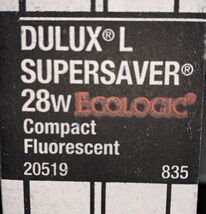 DULUX® L
SUPERSAVER®
28W ECOLOGIC®
Compact
Fluorescent
20519 835